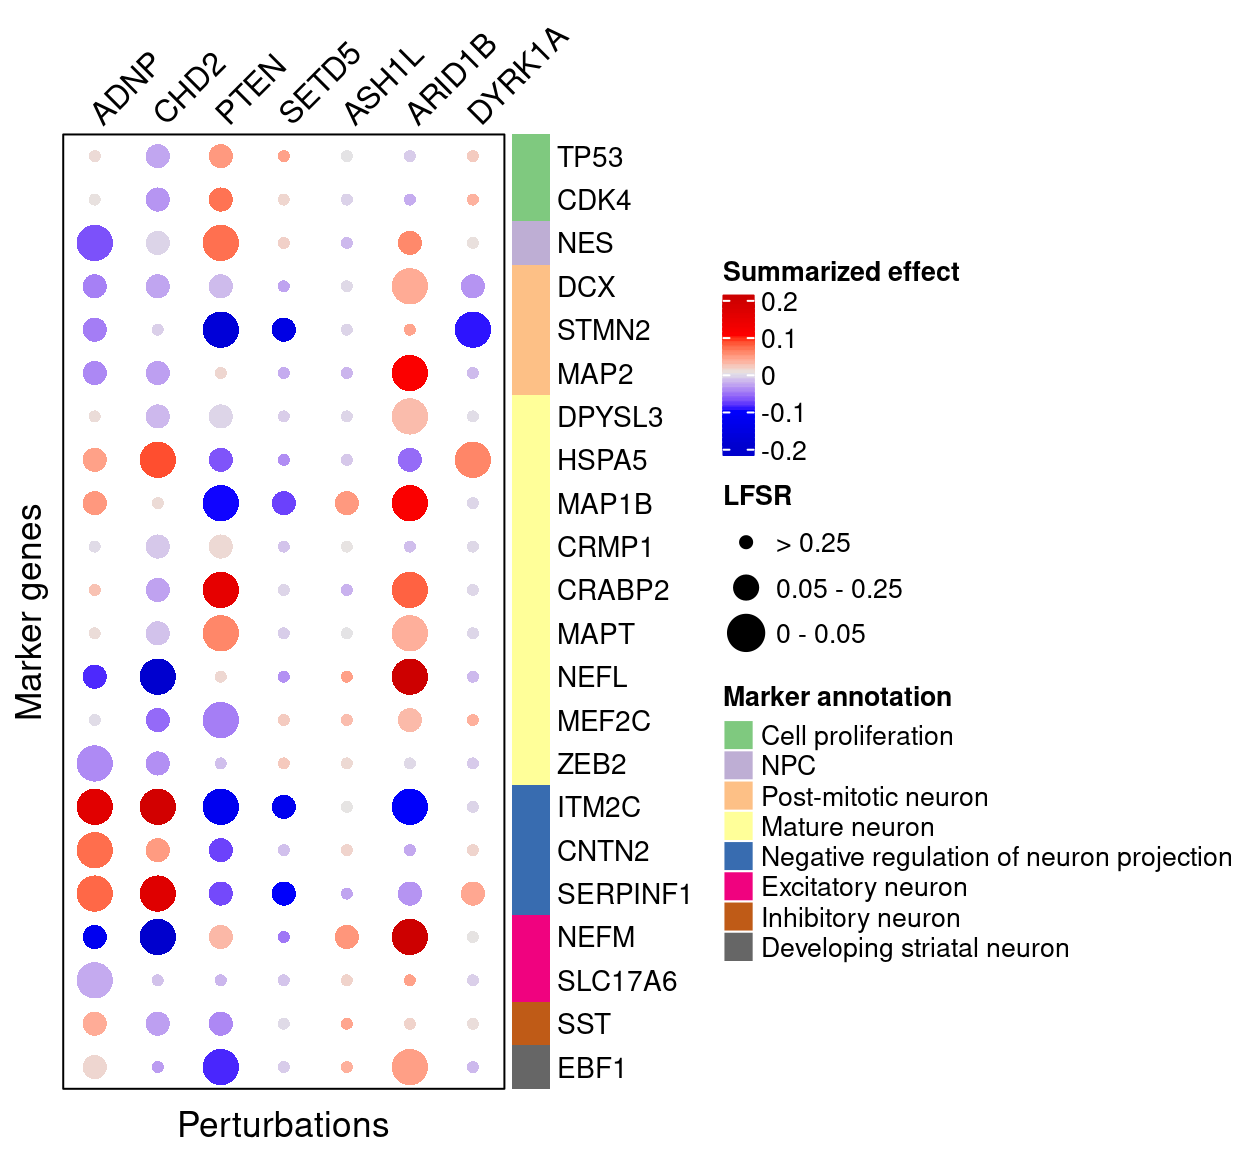 ADNP CHD2 PTEN SETD5 ASH1L ARID1B DYRK1A
TP53
CDK4
NES
DCX
STMN2
MAP2
DPYSL3
HSPA5
MAP1B
CRMP1
CRABP2
MAPT
NEFL
MEF2C
ZEB2
ITM2C
CNTN2
SERPINF1
NEFM
SLC17A6
SST
EBF1
Marker genes
Perturbations
Summarized effect
0.2
0.1
0
-0.1
-0.2
LFSR
> 0.25
0.05 - 0.25
0 - 0.05
Marker annotation
Cell proliferation
NPC
Post-mitotic neuron
Mature neuron
Negative regulation of neuron projection
Excitatory neuron
Inhibitory neuron
Developing striatal neuron